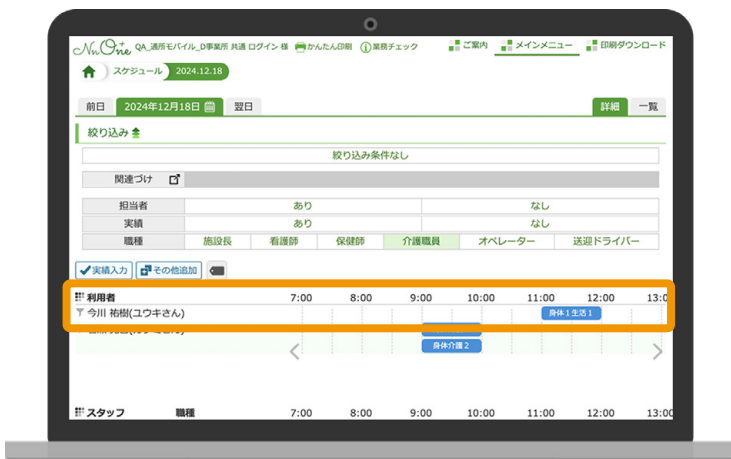 NnOne QA_通所モバイル_D事業所 共通 ログイン 様 かんたん印刷 業務チェック ご案内 メインメニュー 印刷ダウンロード
スケジュール 2024.12.18
前日 2024年12月18日 翌日 詳細 一覧
絞り込み
絞り込み条件なし
関連づけ
担当者 あり なし
実績 あり なし
職種 施設長 看護師 保健師 介護職員 オペレーター 送迎ドライバー
実績入力 その他追加
利用者 7:00 8:00 9:00 10:00 11:00 12:00 13:0
今川 祐樹(ユウキさん) 身体1生活1
身体介護2
スタッフ 職種 7:00 8:00 9:00 10:00 11:00 12:00 13:00